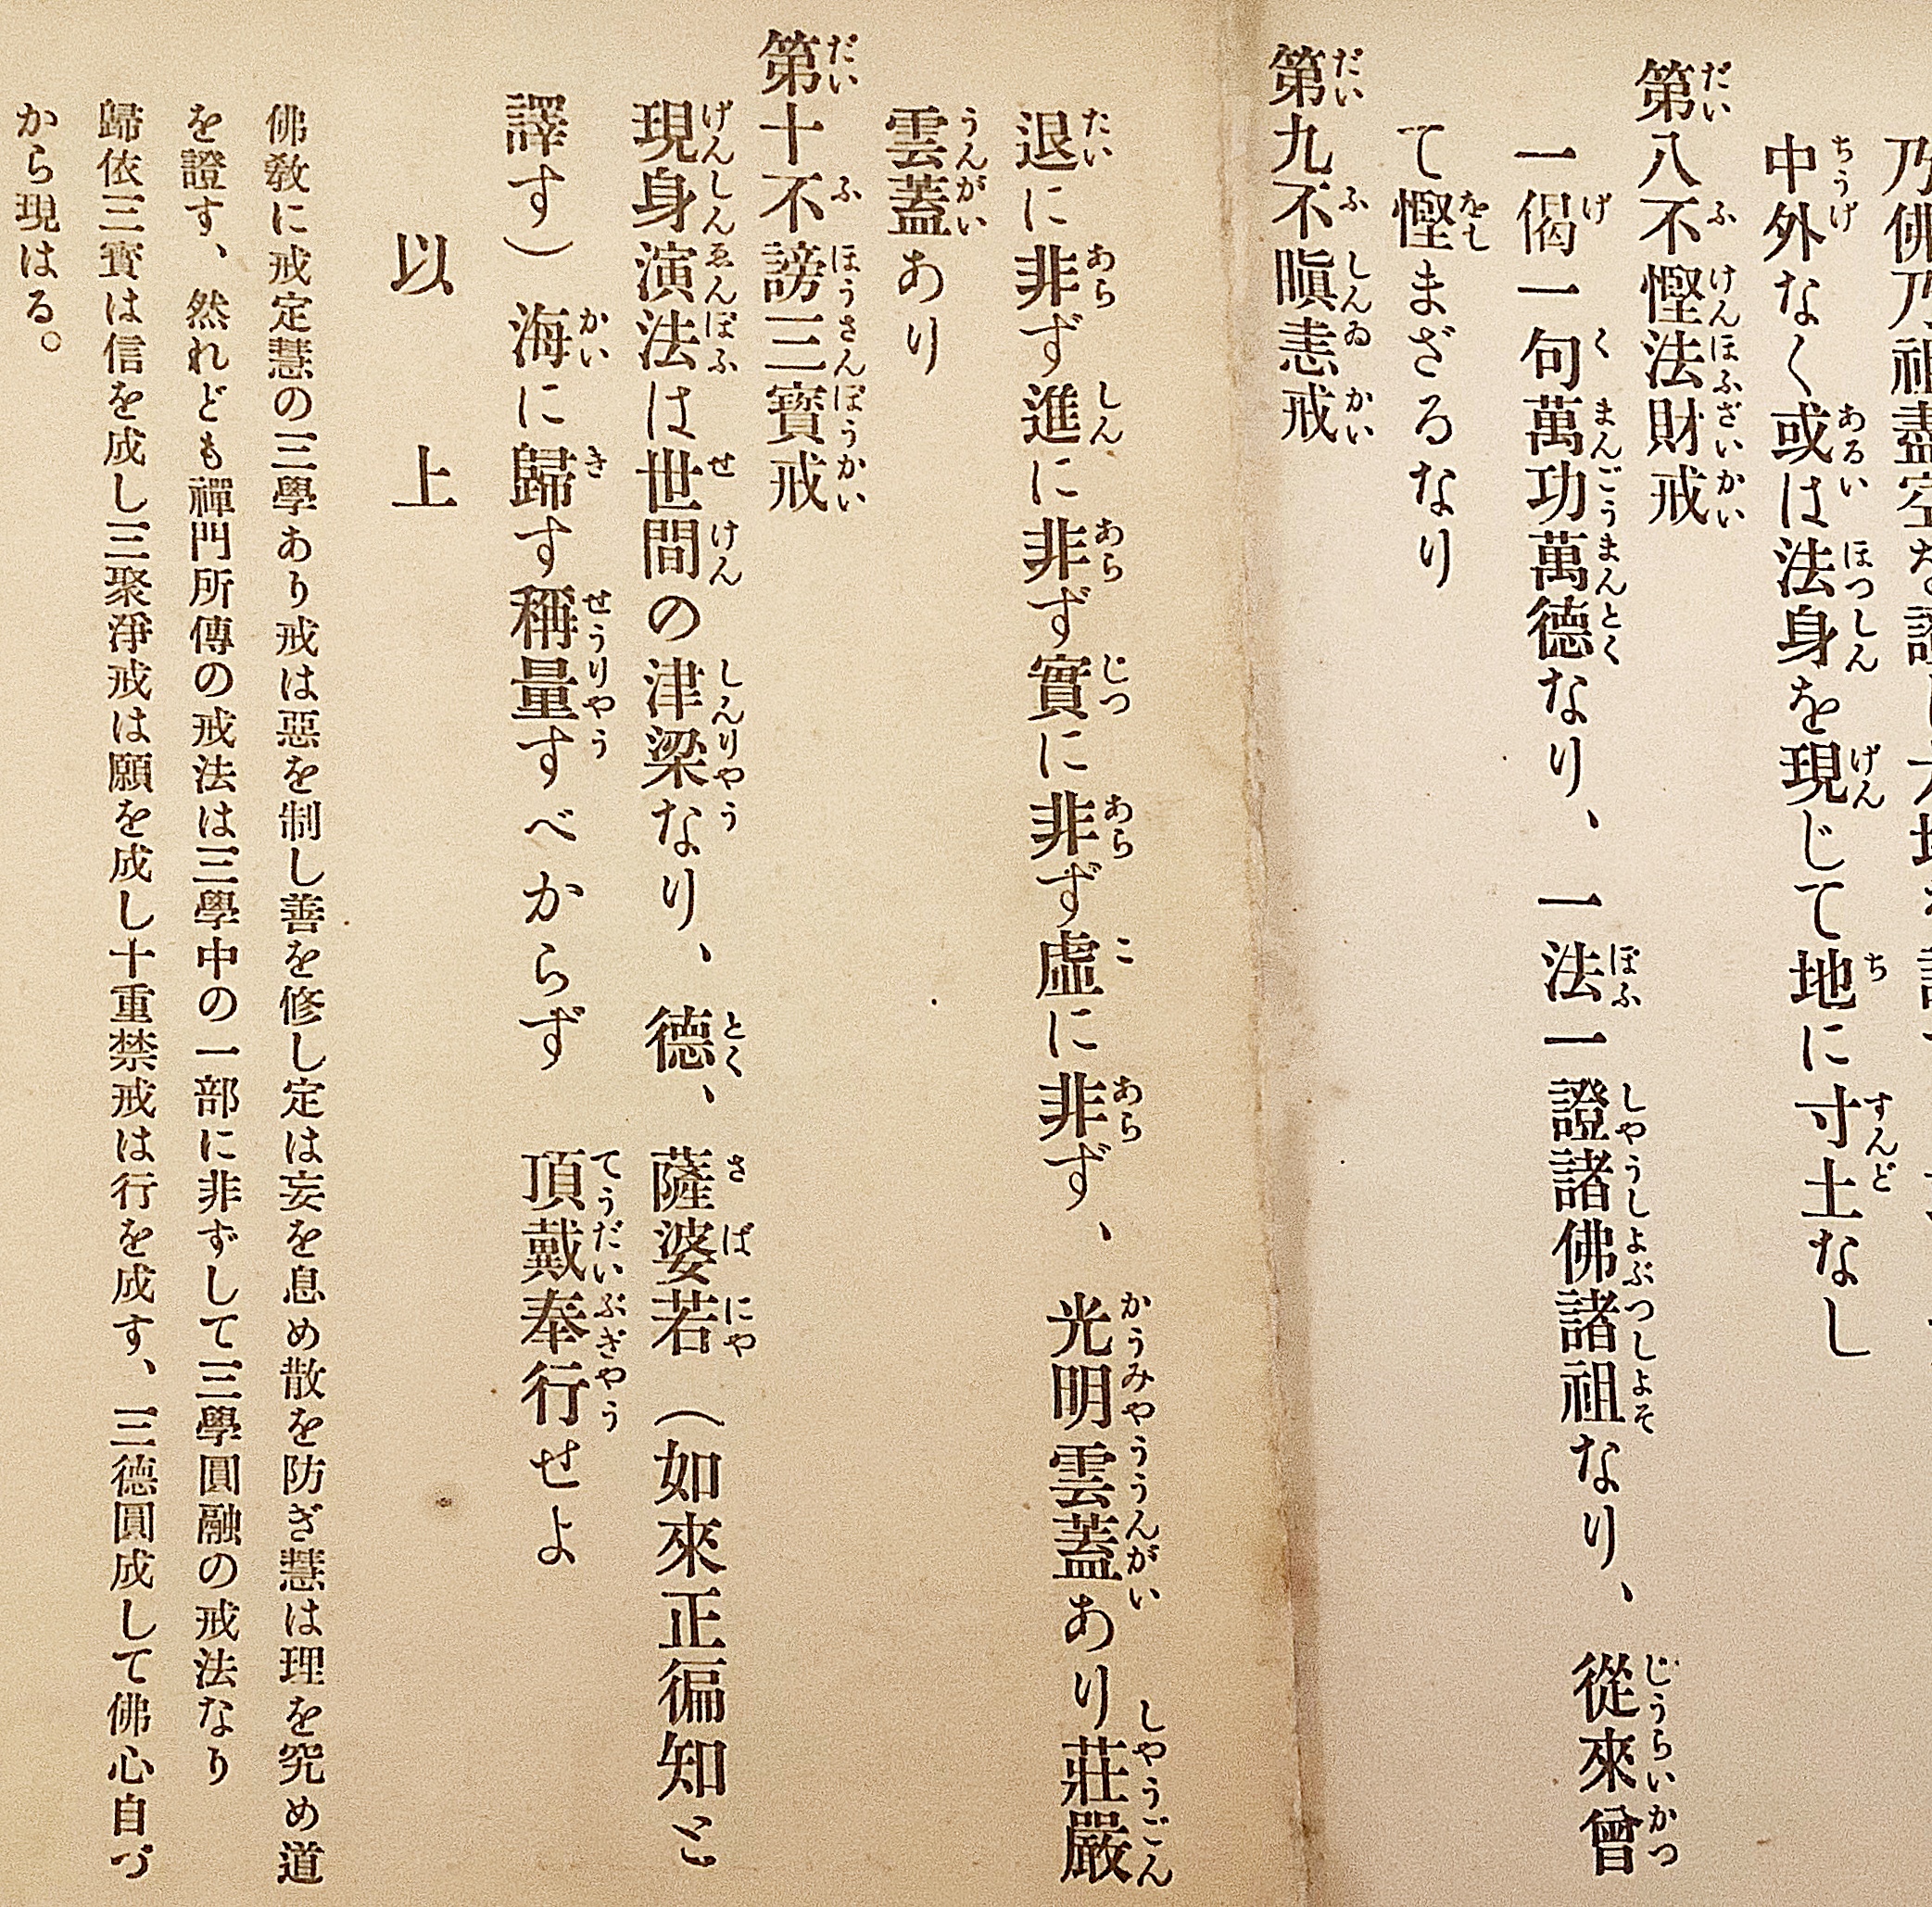 乃佛乃祖盡空を
中外なく或は法身を現じて地に寸土なし
第八不慳法財戒
一偈一句萬功萬德なり、一法一證諸佛諸祖なり、從來曾
て慳まざるなり
第九不瞋恚戒
退に非ず進に非ず實に非ず虛に非ず、光明雲蓋あり莊嚴
雲蓋あり
第十不謗三寶戒
現身演法は世間の津梁なり、德、薩婆若（如來正徧知と
譯す）海に歸す稱量すべからず　頂戴奉行せよ
以上
佛敎に戒定慧の三學あり戒は惡を制し善を修し定は妄を息め散を防ぎ慧は理を究め道
を證す、然れども禪門所傳の戒法は三學中の一部に非ずして三學圓融の戒法なり
歸依三寶は信を成し三聚淨戒は願を成し十重禁戒は行を成す、三德圓成して佛心自づ
から現はる。